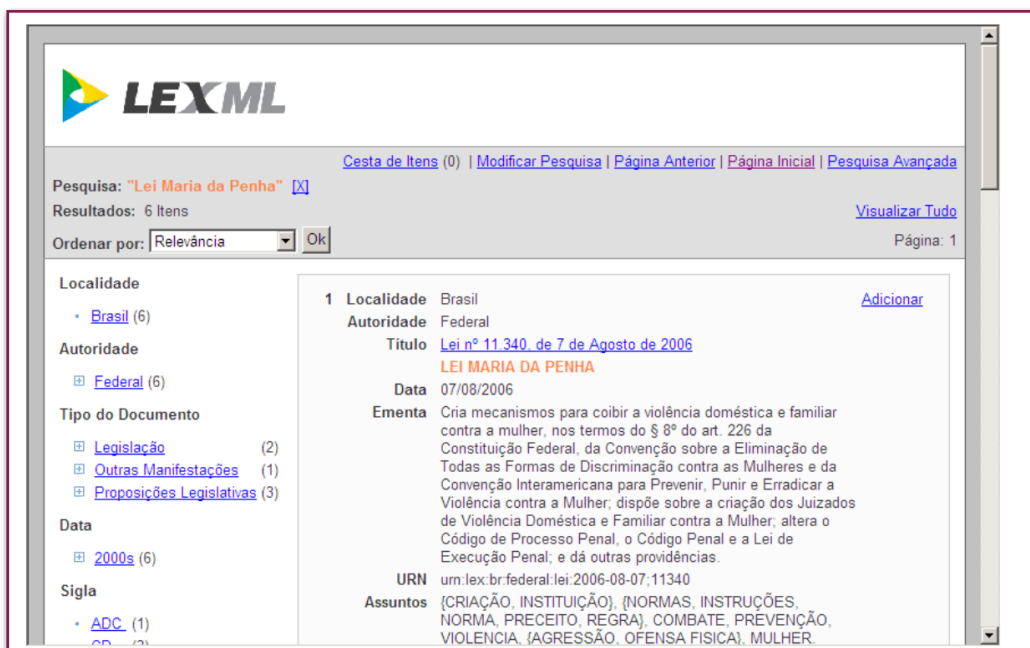 LEXML
Cesta de Itens (0) | Modificar Pesquisa | Página Anterior | Página Inicial | Pesquisa Avançada
Pesquisa: "Lei Maria da Penha" [X]
Resultados: 6 Itens
Visualizar Tudo
Ordenar por: Relevância Ok
Página: 1
Localidade
Brasil (6)
Autoridade
Federal (6)
Tipo do Documento
Legislação (2)
Outras Manifestações (1)
Proposições Legislativas (3)
Data
2000s (6)
Sigla
ADC (1)
1 Localidade Brasil
Adicionar
Autoridade Federal
Título Lei nº 11.340, de 7 de Agosto de 2006
LEI MARIA DA PENHA
Data 07/08/2006
Ementa Cria mecanismos para coibir a violência doméstica e familiar
contra a mulher, nos termos do § 8º do art. 226 da
Constituição Federal, da Convenção sobre a Eliminação de
Todas as Formas de Discriminação contra as Mulheres e da
Convenção Interamericana para Prevenir, Punir e Erradicar a
Violência contra a Mulher; dispõe sobre a criação dos Juizados
de Violência Doméstica e Familiar contra a Mulher; altera o
Código de Processo Penal, o Código Penal e a Lei de
Execução Penal; e dá outras providências.
URN urn:lex:br:federal:lei:2006-08-07;11340
Assuntos {CRIAÇÃO, INSTITUIÇÃO}, {NORMAS, INSTRUÇÕES,
NORMA, PRECEITO, REGRA}, COMBATE, PREVENÇÃO,
VIOLENCIA, {AGRESSÃO, OFENSA FISICA}, MULHER,